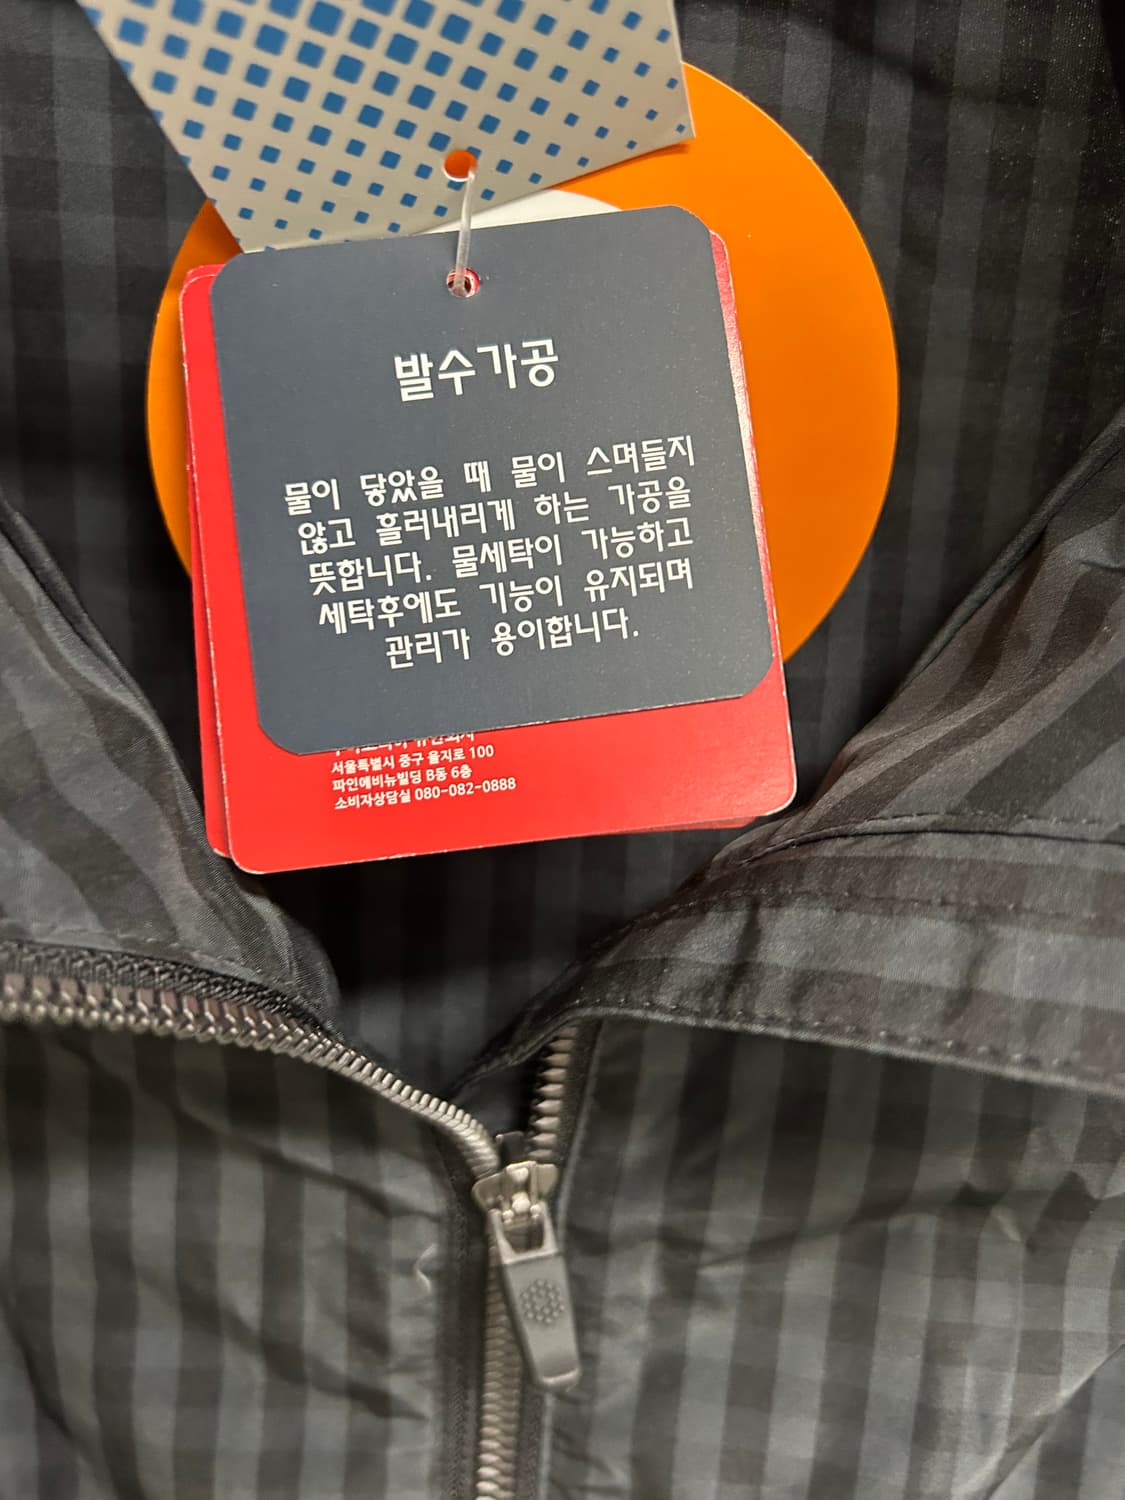 발수가공
물이 닿았을 때 물이 스며들지
않고 흘러내리게 하는 가공을
뜻합니다. 물세탁이 가능하고
세탁후에도 기능이 유지되며
관리가 용이합니다.
서울특별시 중구 을지로 100
파인에비뉴빌딩 B동 6층
소비자상담실 080-082-0888